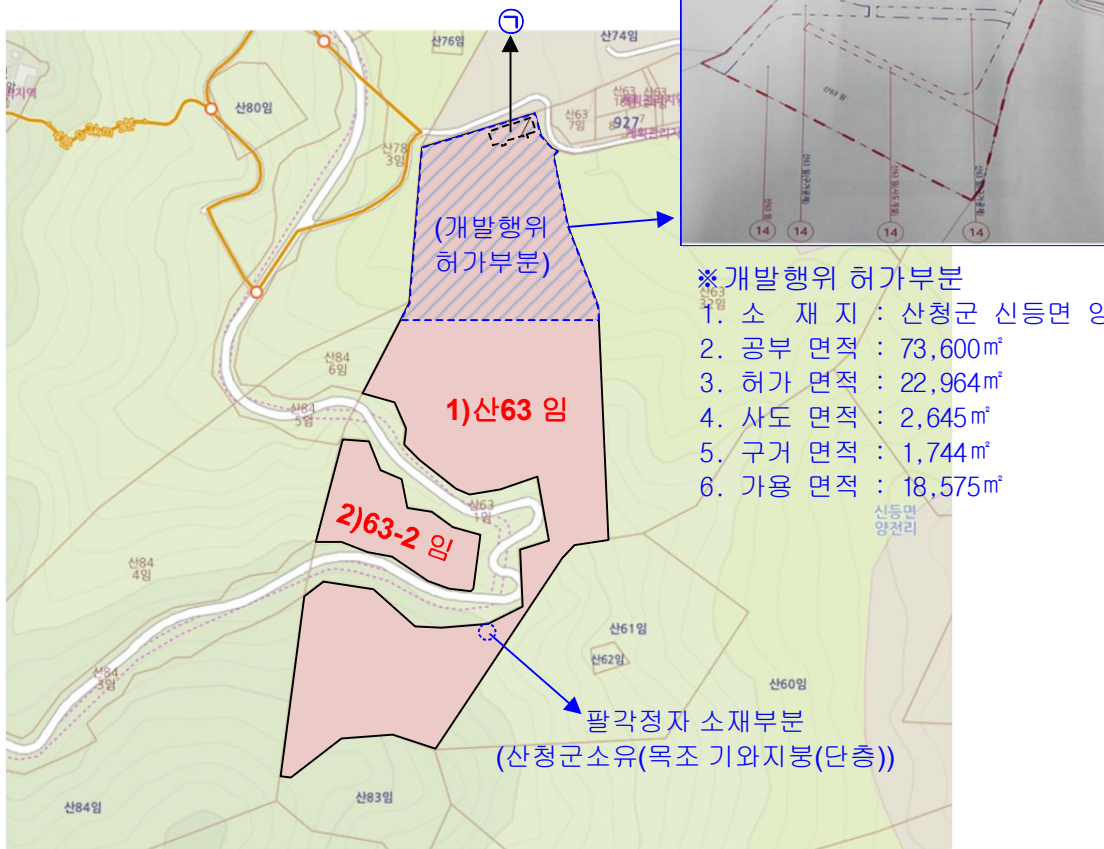 ㉠
산76임
산74임
산80임
산78
3임
산63
7임
927
(개발행위
허가부분)
산63 임
14
14
14
14
※개발행위 허가부분
1. 소 재 지 : 산청군 신등면 양
2. 공부 면적 : 73,600㎡
3. 허가 면적 : 22,964㎡
4. 사도 면적 : 2,645㎡
5. 구거 면적 : 1,744㎡
6. 가용 면적 : 18,575㎡
산63
32임
산84
6임
산84
5임
1)산63 임
산63
1임
2)63-2 임
신등면
양전리
산84
4임
산61임
산62임
산84
3임
산60임
팔각정자 소재부분
(산청군소유(목조 기와지붕(단층))
산84임
산83임